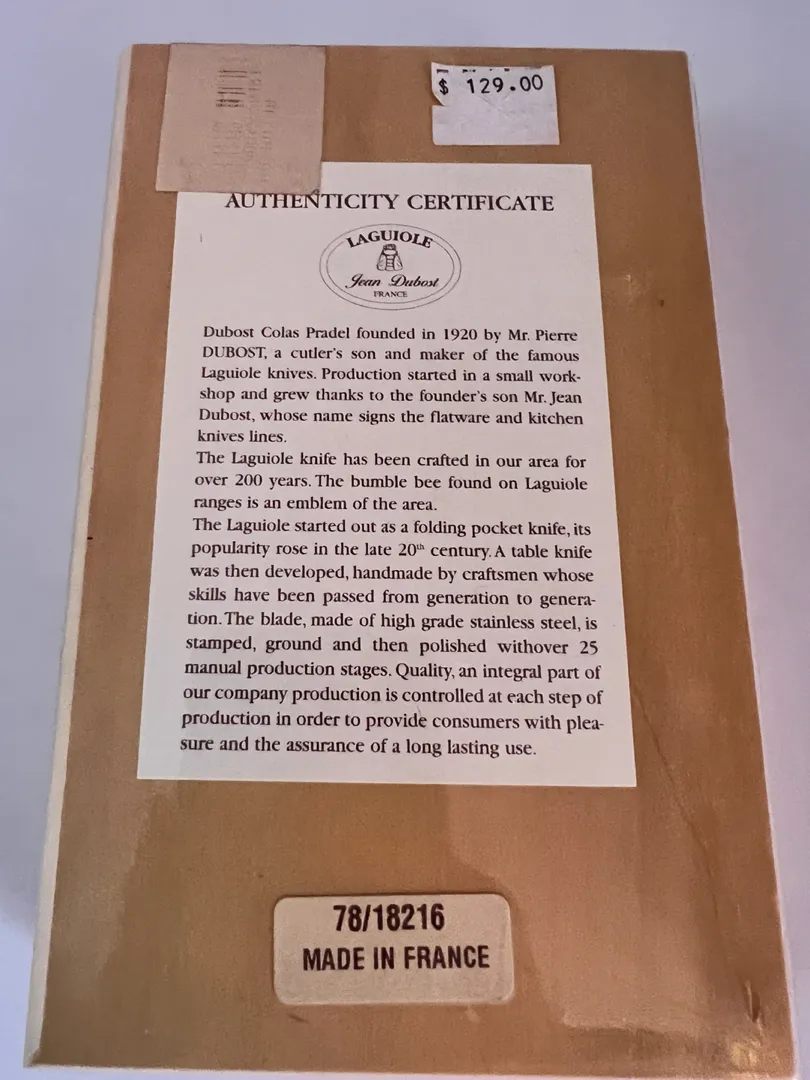 $ 129.00
AUTHENTICITY CERTIFICATE
LAGUIOLE
Jean Dubost
FRANCE
Dubost Colas Pradel founded in 1920 by Mr. Pierre
DUBOST, a cutler's son and maker of the famous
Laguiole knives. Production started in a small work-
shop and grew thanks to the founder's son Mr. Jean
Dubost, whose name signs the flatware and kitchen
knives lines.
The Laguiole knife has been crafted in our area for
over 200 years. The bumble bee found on Laguiole
ranges is an emblem of the area.
The Laguiole started out as a folding pocket knife, its
popularity rose in the late 20th century. A table knife
was then developed, handmade by craftsmen whose
skills have been passed from generation to genera-
tion. The blade, made of high grade stainless steel, is
stamped, ground and then polished withover 25
manual production stages. Quality, an integral part of
our company production is controlled at each step of
production in order to provide consumers with plea-
sure and the assurance of a long lasting use.
78/18216
MADE IN FRANCE